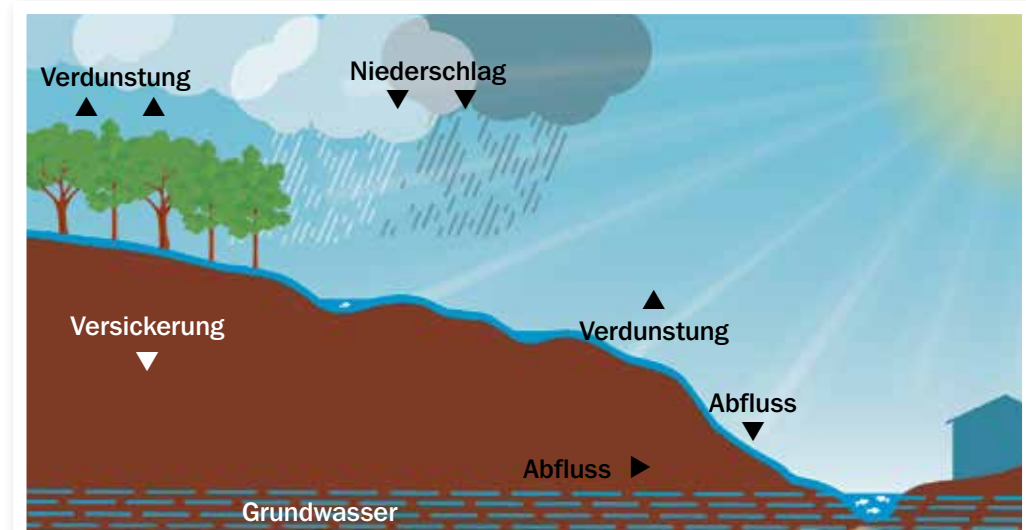 Verdunstung
Niederschlag
Versickerung
Verdunstung
Abfluss
Abfluss
Grundwasser